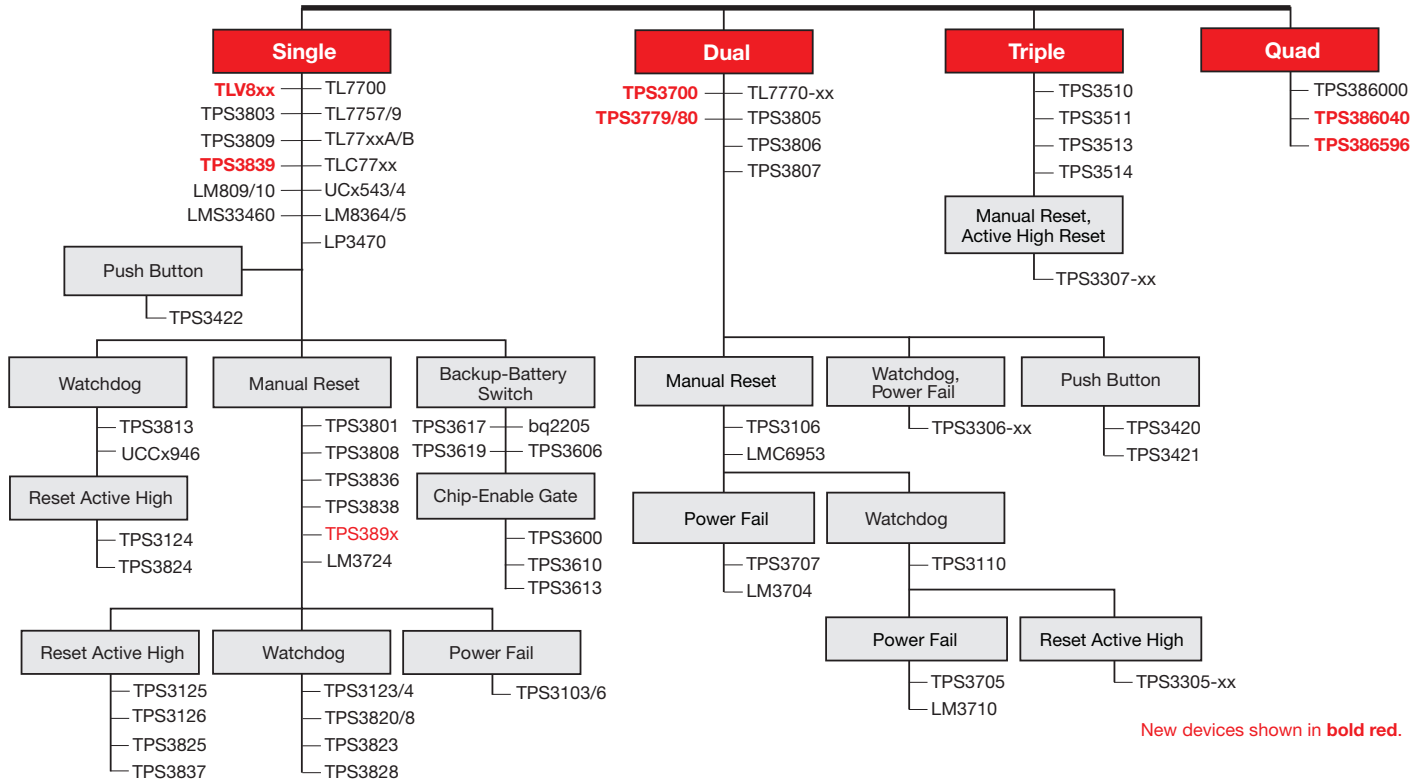 Single
TLV8xx
TL7700
TPS3803
TL7757/9
TPS3809
TL77xxA/B
TPS3839
TLC77xx
LM809/10
UCx543/4
LMS33460
LM8364/5
LP3470
Push Button
TPS3422
Watchdog
TPS3813
UCCx946
Reset Active High
TPS3124
TPS3824
Manual Reset
TPS3801
TPS3808
TPS3836
TPS3838
TPS389x
LM3724
Backup-Battery
Switch
TPS3617
bq2205
TPS3619
TPS3606
Chip-Enable Gate
TPS3600
TPS3610
TPS3613
Reset Active High
TPS3125
TPS3126
TPS3825
TPS3837
Watchdog
TPS3123/4
TPS3820/8
TPS3823
TPS3828
Power Fail
TPS3103/6
Dual
TPS3700
TL7770-xx
TPS3779/80
TPS3805
TPS3806
TPS3807
Manual Reset
TPS3106
LMC6953
Power Fail
TPS3707
LM3704
Watchdog
TPS3110
Power Fail
TPS3705
LM3710
Reset Active High
TPS3305-xx
Watchdog,
Power Fail
TPS3306-xx
Push Button
TPS3420
TPS3421
Triple
TPS3510
TPS3511
TPS3513
TPS3514
Manual Reset,
Active High Reset
TPS3307-xx
Quad
TPS386000
TPS386040
TPS386596
New devices shown in bold red.